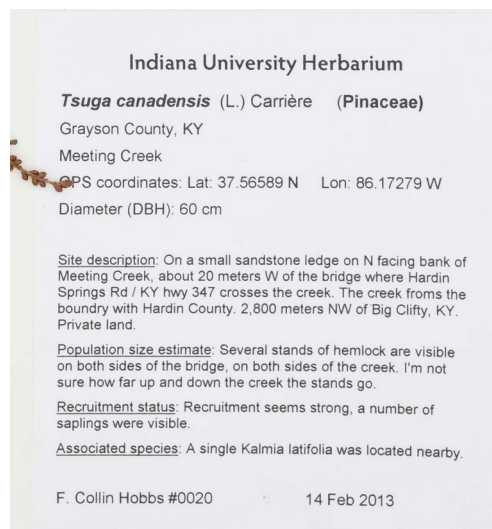 Indiana University Herbarium
Tsuga canadensis (L.) Carrière (Pinaceae)
Grayson County, KY
Meeting Creek
GPS coordinates: Lat: 37.56589 N Lon: 86.17279 W
Diameter (DBH): 60 cm
Site description: On a small sandstone ledge on N facing bank of
Meeting Creek, about 20 meters W of the bridge where Hardin
Springs Rd / KY hwy 347 crosses the creek. The creek froms the
boundry with Hardin County. 2,800 meters NW of Big Clifty, KY.
Private land.
Population size estimate: Several stands of hemlock are visible
on both sides of the bridge, on both sides of the creek. I'm not
sure how far up and down the creek the stands go.
Recruitment status: Recruitment seems strong, a number of
saplings were visible.
Associated species: A single Kalmia latifolia was located nearby.
F. Collin Hobbs #0020 14 Feb 2013